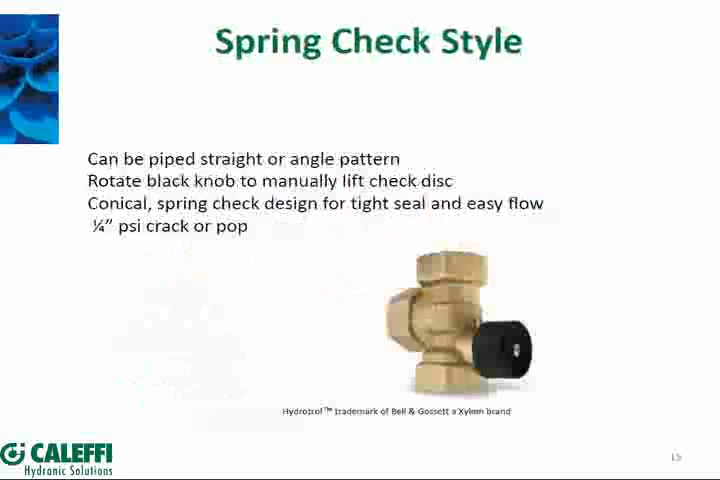 Spring Check Style
Can be piped straight or angle pattern
Rotate black knob to manually lift check disc
Conical, spring check design for tight seal and easy flow
¼” psi crack or pop
Hydrotrol™ trademark of Bell & Gossett a Xylem brand
CALEFFI
Hydronic Solutions
15